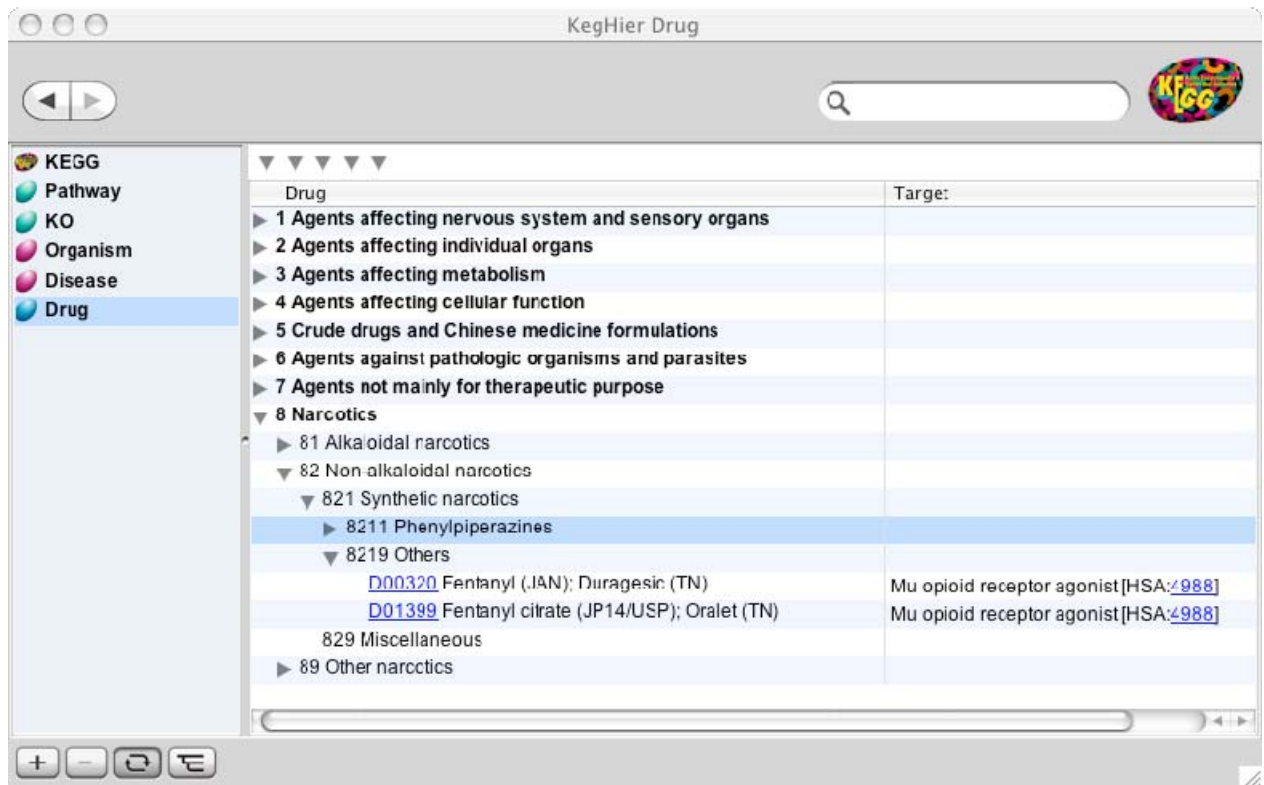 KegHier Drug
KEGG
KEGG
Pathway
KO
Organism
Disease
Drug
Drug Target
1 Agents affecting nervous system and sensory organs
2 Agents affecting individual organs
3 Agents affecting metabolism
4 Agents affecting cellular function
5 Crude drugs and Chinese medicine formulations
6 Agents against pathologic organisms and parasites
7 Agents not mainly for therapeutic purpose
8 Narcotics
81 Alkaloidal narcotics
82 Non-alkaloidal narcotics
821 Synthetic narcotics
8211 Phenylpiperazines
8219 Others
D00320 Fentanyl (JAN); Duragesic (TN) Mu opioid receptor agonist [HSA:4988]
D01399 Fentanyl citrate (JP14/USP); Oralet (TN) Mu opioid receptor agonist [HSA:4988]
829 Miscellaneous
89 Other narcotics